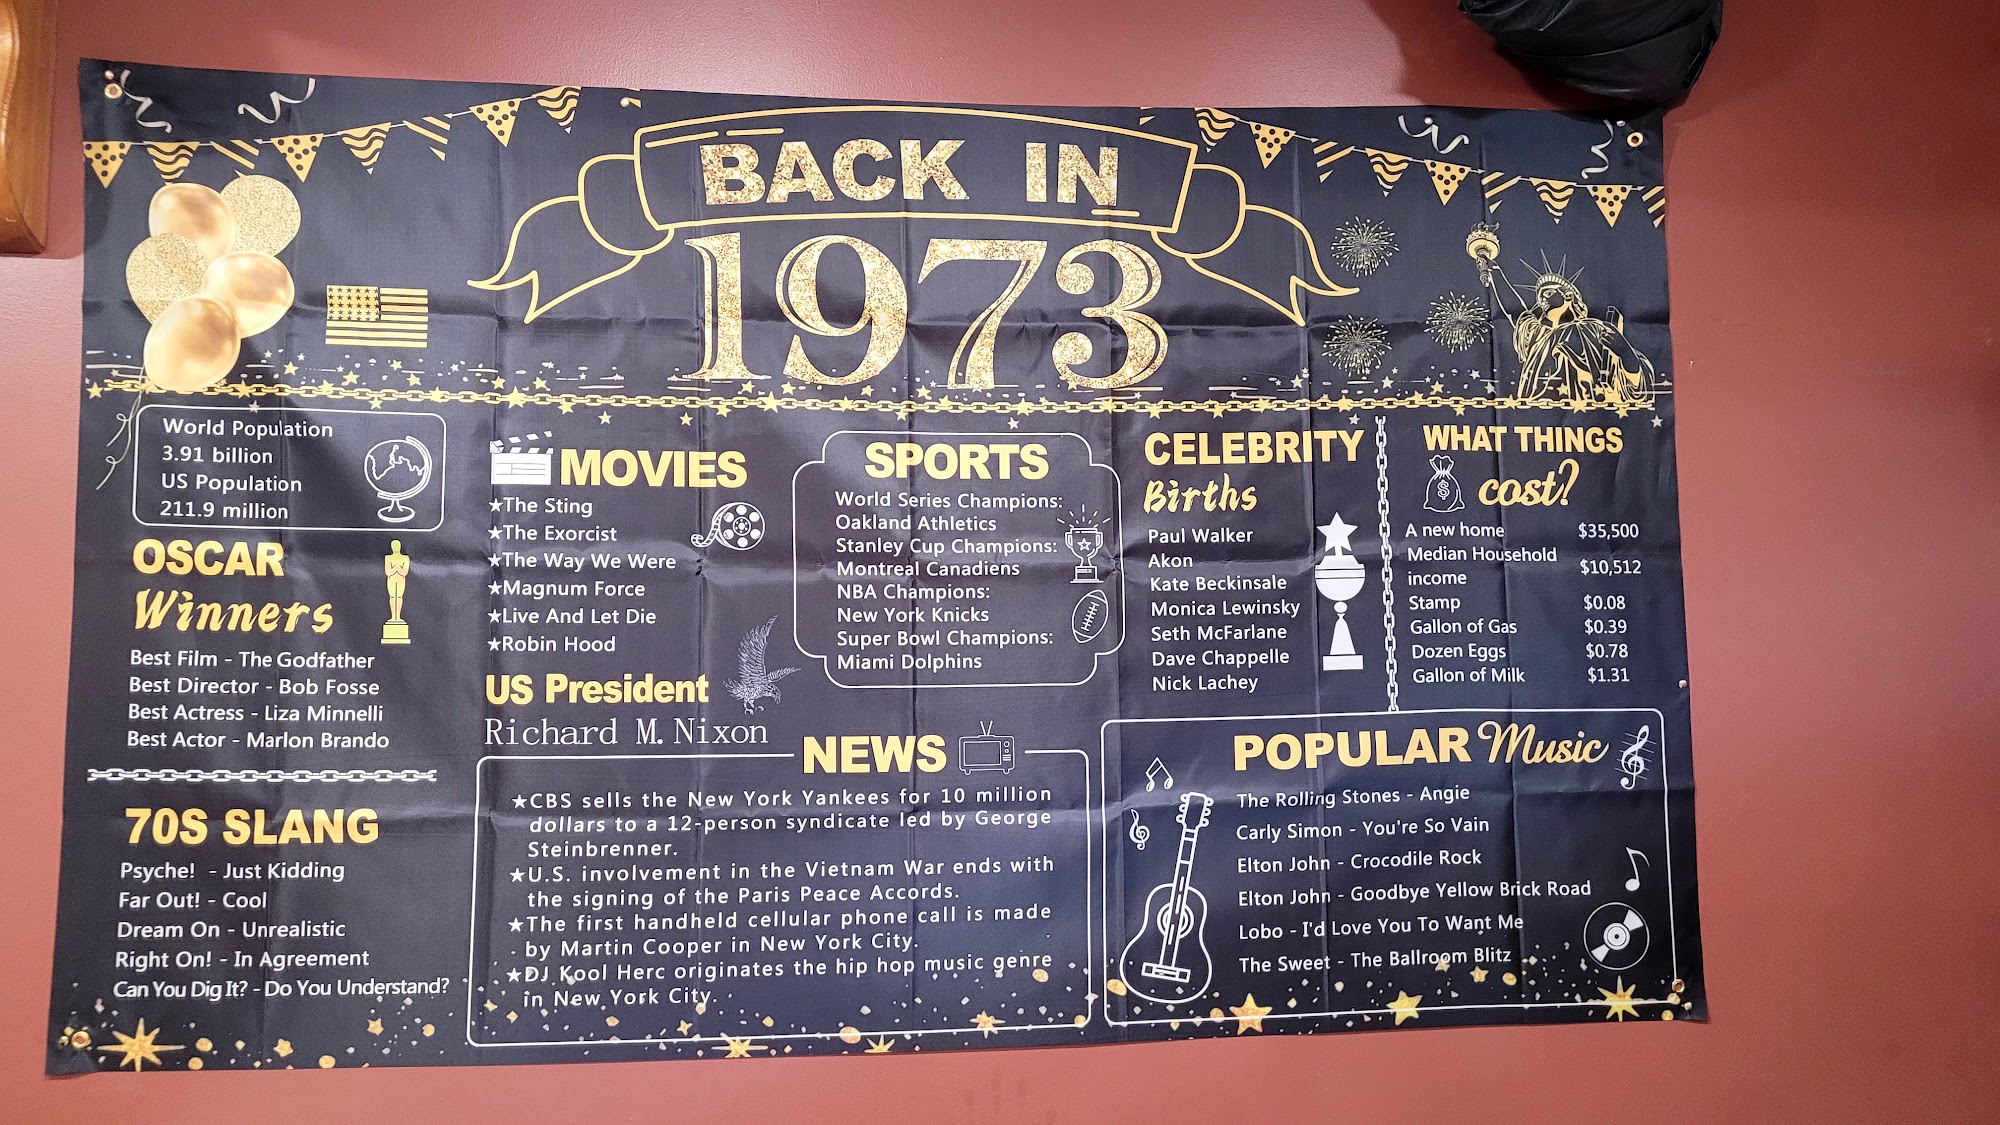 BACK IN
1973
World Population
3.91 billion
US Population
211.9 million
OSCAR
Winners
Best Film - The Godfather
Best Director - Bob Fosse
Best Actress - Liza Minnelli
Best Actor - Marlon Brando
70S SLANG
Psyche! - Just Kidding
Far Out! - Cool
Dream On - Unrealistic
Right On! - In Agreement
Can You Dig It? - Do You Understand?
MOVIES
★The Sting
★The Exorcist
★The Way We Were
★Magnum Force
★Live And Let Die
★Robin Hood
US President
Richard M. Nixon
SPORTS
World Series Champions:
Oakland Athletics
Stanley Cup Champions:
Montreal Canadiens
NBA Champions:
New York Knicks
Super Bowl Champions:
Miami Dolphins
CELEBRITY
Births
Paul Walker
Akon
Kate Beckinsale
Monica Lewinsky
Seth McFarlane
Dave Chappelle
Nick Lachey
WHAT THINGS
cost?
$
A new home $35,500
Median Household
income $10,512
Stamp $0.08
Gallon of Gas $0.39
Dozen Eggs $0.78
Gallon of Milk $1.31
NEWS
★CBS sells the New York Yankees for 10 million
dollars to a 12-person syndicate led by George
Steinbrenner.
★U.S. involvement in the Vietnam War ends with
the signing of the Paris Peace Accords.
★The first handheld cellular phone call is made
by Martin Cooper in New York City.
★DJ Kool Herc originates the hip hop music genre
in New York City.
POPULAR Music
The Rolling Stones - Angie
Carly Simon - You're So Vain
Elton John - Crocodile Rock
Elton John - Goodbye Yellow Brick Road
Lobo - I'd Love You To Want Me
The Sweet - The Ballroom Blitz